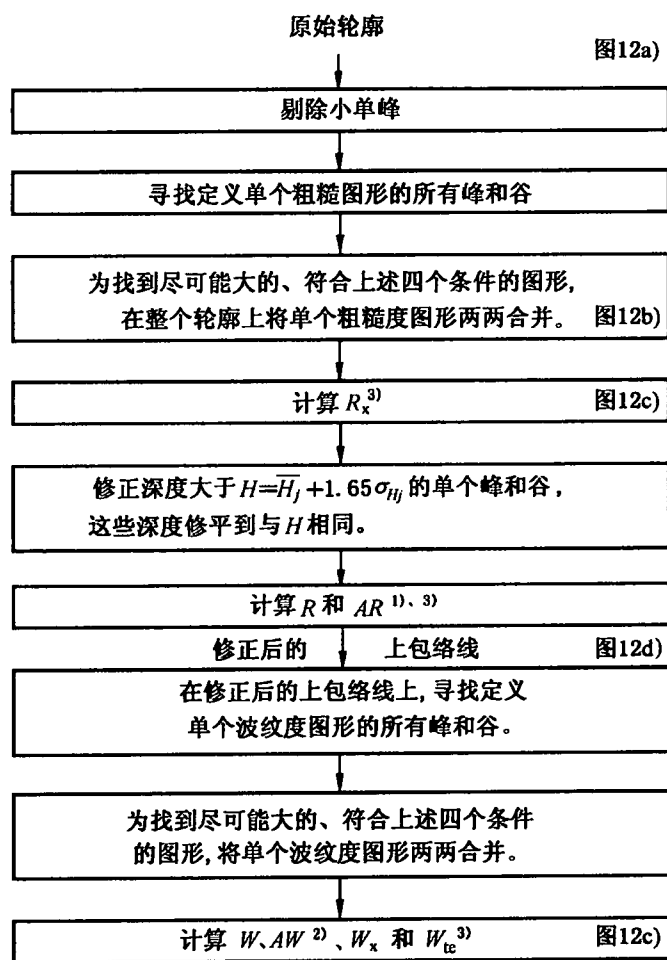 原始轮廓
图12a)
剔除小单峰
寻找定义单个粗糙图形的所有峰和谷
为找到尽可能大的、符合上述四个条件的图形,
在整个轮廓上将单个粗糙度图形两两合并。 图12b)
计算 Rₓ³⁾ 图12c)
修正深度大于 H=H̅ⱼ+1.65σ_Hj 的单个峰和谷,
这些深度修平到与 H 相同。
计算 R 和 AR ¹⁾、³⁾
修正后的 上包络线 图12d)
在修正后的上包络线上,寻找定义
单个波纹度图形的所有峰和谷。
为找到尽可能大的、符合上述四个条件
的图形,将单个波纹度图形两两合并。
计算 W、AW ²⁾、Wₓ 和 W_te³⁾ 图12c)